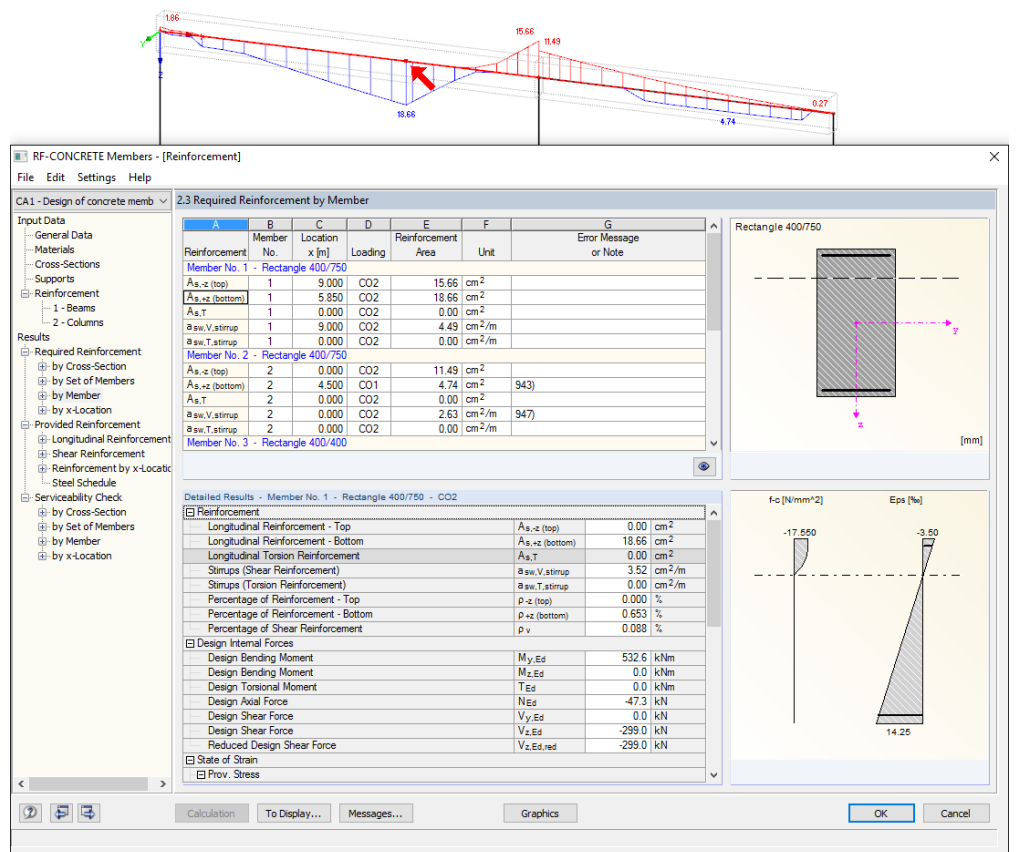 1.86
Y
X
Z
15.66
11.49
18.66
0.27
4.74
RF-CONCRETE Members - [Reinforcement]
File Edit Settings Help
CA1 - Design of concrete memb
Input Data
General Data
Materials
Cross-Sections
Supports
Reinforcement
1 - Beams
2 - Columns
Results
Required Reinforcement
by Cross-Section
by Set of Members
by Member
by x-Location
Provided Reinforcement
Longitudinal Reinforcement
Shear Reinforcement
Reinforcement by x-Locatic
Steel Schedule
Serviceability Check
by Cross-Section
by Set of Members
by Member
by x-Location
2.3 Required Reinforcement by Member
A B C D E F G
Member Location Reinforcement Error Message
Reinforcement No. x [m] Loading Area Unit or Note
Member No. 1 - Rectangle 400/750
As,-z (top) 1 9.000 CO2 15.66 cm2
As,+z (bottom) 1 5.850 CO2 18.66 cm2
As,T 1 0.000 CO2 0.00 cm2
asw,V,stirrup 1 9.000 CO2 4.49 cm2/m
asw,T,stirrup 1 0.000 CO2 0.00 cm2/m
Member No. 2 - Rectangle 400/750
As,-z (top) 2 0.000 CO2 11.49 cm2
As,+z (bottom) 2 4.500 CO1 4.74 cm2 943)
As,T 2 0.000 CO2 0.00 cm2
asw,V,stirrup 2 0.000 CO2 2.63 cm2/m 947)
asw,T,stirrup 2 0.000 CO2 0.00 cm2/m
Member No. 3 - Rectangle 400/400
Rectangle 400/750
y
z
[mm]
Detailed Results - Member No. 1 - Rectangle 400/750 - CO2
Reinforcement
Longitudinal Reinforcement - Top As,-z (top) 0.00 cm2
Longitudinal Reinforcement - Bottom As,+z (bottom) 18.66 cm2
Longitudinal Torsion Reinforcement As,T 0.00 cm2
Stirrups (Shear Reinforcement) asw,V,stirrup 3.52 cm2/m
Stirrups (Torsion Reinforcement) asw,T,stirrup 0.00 cm2/m
Percentage of Reinforcement - Top ρ-z (top) 0.000 %
Percentage of Reinforcement - Bottom ρ+z (bottom) 0.653 %
Percentage of Shear Reinforcement ρv 0.088 %
Design Internal Forces
Design Bending Moment My,Ed 532.6 kNm
Design Bending Moment Mz,Ed 0.0 kNm
Design Torsional Moment TEd 0.0 kNm
Design Axial Force NEd -47.3 kN
Design Shear Force Vy,Ed 0.0 kN
Design Shear Force Vz,Ed -299.0 kN
Reduced Design Shear Force Vz,Ed,red -299.0 kN
State of Strain
Prov. Stress
f-c [N/mm^2] Eps [‰]
-17.550 -3.50
14.25
Calculation To Display... Messages... Graphics OK Cancel